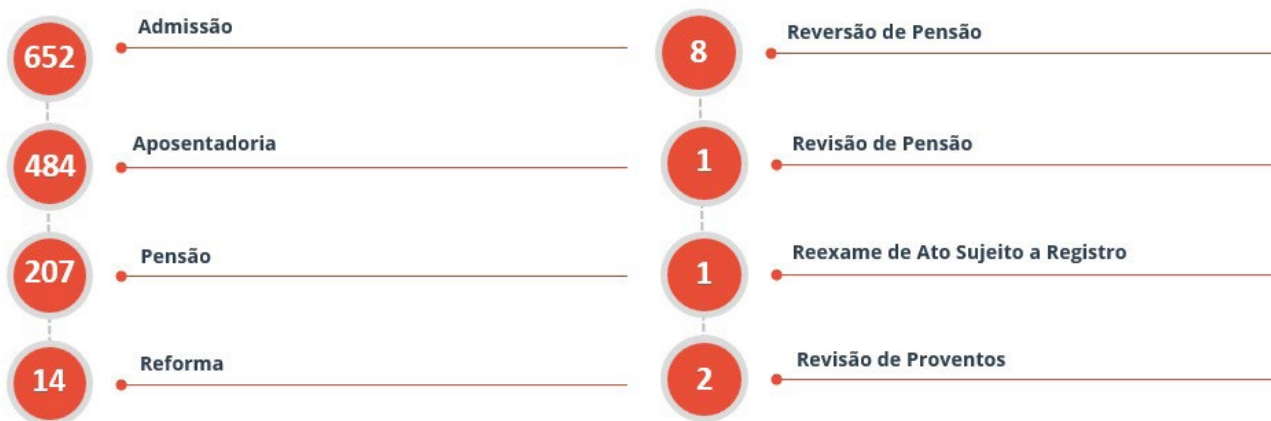 Admissão
652
Aposentadoria
484
Pensão
207
Reforma
14
Reversão de Pensão
8
Revisão de Pensão
1
Reexame de Ato Sujeito a Registro
1
Revisão de Proventos
2